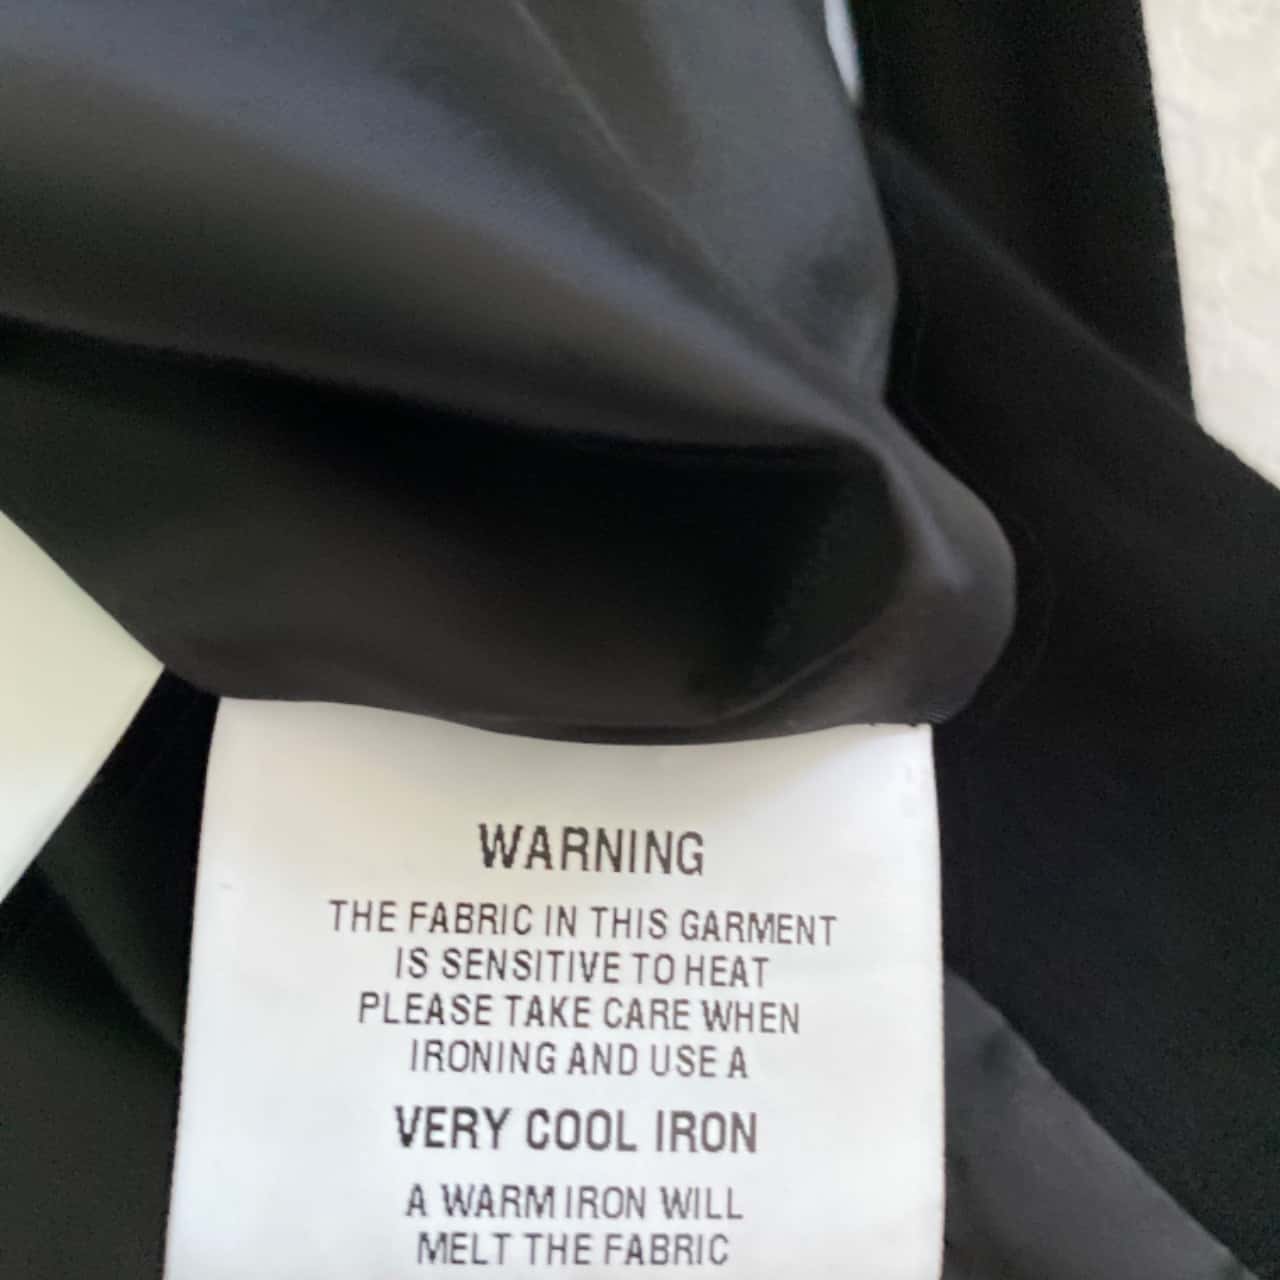 WARNING
THE FABRIC IN THIS GARMENT
IS SENSITIVE TO HEAT
PLEASE TAKE CARE WHEN
IRONING AND USE A
VERY COOL IRON
A WARM IRON WILL
MELT THE FABRIC